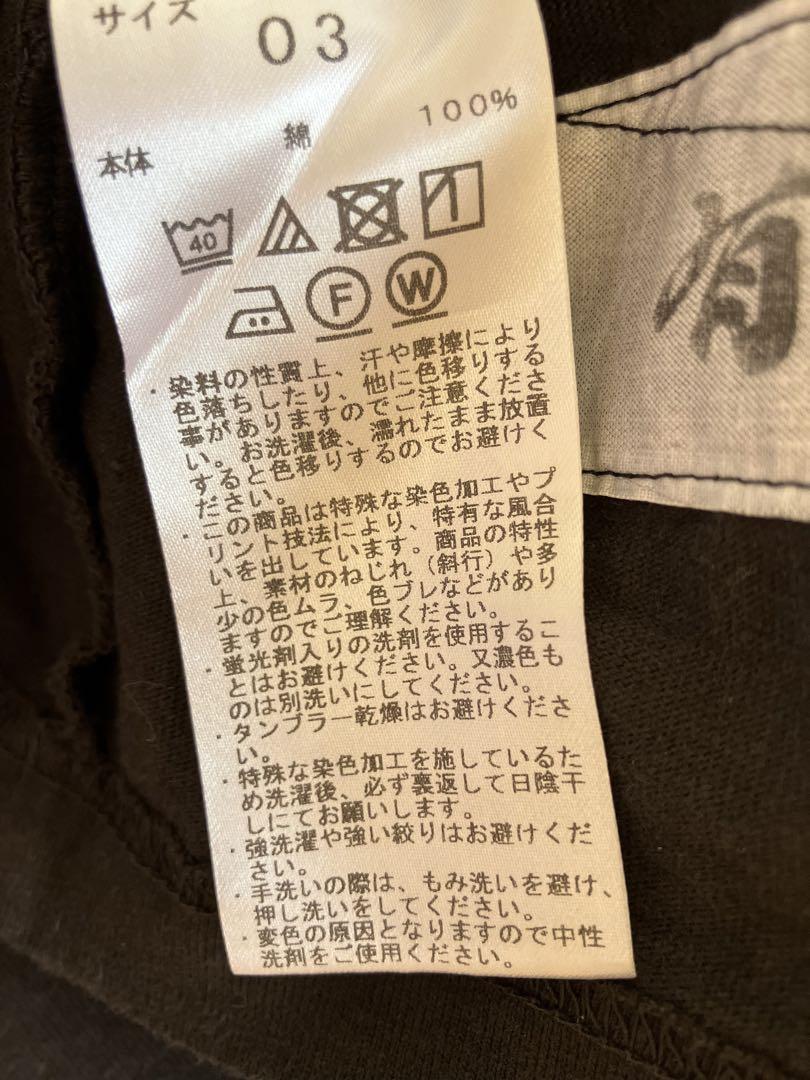 サイズ
03
本体 綿 100%
40
F W
・染料の性質上、汗や摩擦により
色落ちしたり、他に色移りする
事がありますのでご注意くださ
い。お洗濯後、濡れたまま放置
すると色移りするのでお避けく
ださい。
・この商品は特殊な染色加工やプ
リント技法により、特有な風合
いを出しています。商品の特性
上、素材のねじれ(斜行)や多
少の色ムラ、色ブレなどがあり
ますのでご理解ください。
・蛍光剤入りの洗剤を使用するこ
とはお避けください。又濃色も
のは別洗いにしてください。
・タンブラー乾燥はお避けくださ
い。
・特殊な染色加工を施しているた
め洗濯後、必ず裏返して日陰干
しにてお願いします。
・強洗濯や強い絞りはお避けくだ
さい。
・手洗いの際は、もみ洗いを避け、
押し洗いをしてください。
・変色の原因となりますので中性
洗剤をご使用ください。
有